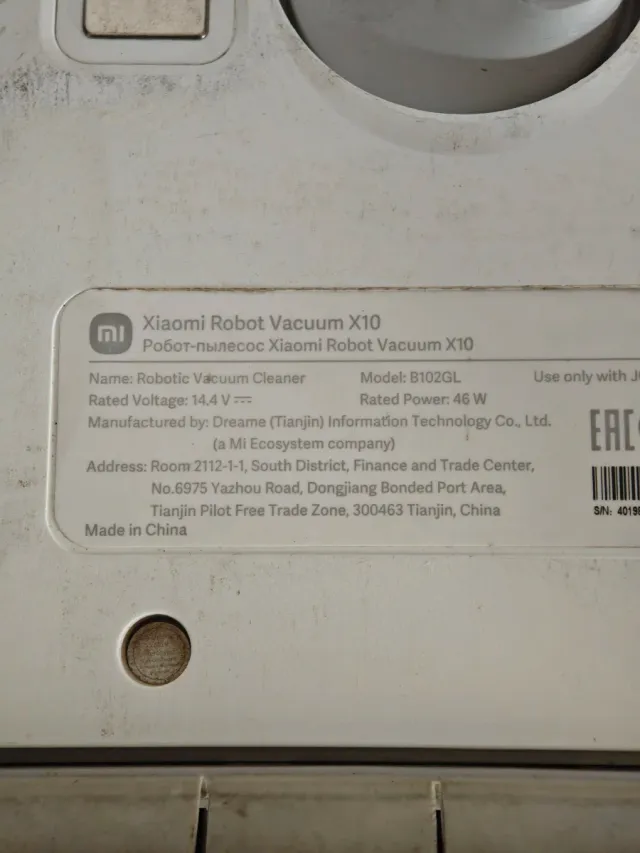 mi
Xiaomi Robot Vacuum X10
Робот-пылесос Xiaomi Robot Vacuum X10
Name: Robotic Vacuum Cleaner Model: B102GL Use only with
Rated Voltage: 14.4 V ⎓ Rated Power: 46 W
Manufactured by: Dreame (Tianjin) Information Technology Co., Ltd.
(a Mi Ecosystem company)
EAC
Address: Room 2112-1-1, South District, Finance and Trade Center,
No.6975 Yazhou Road, Dongjiang Bonded Port Area,
Tianjin Pilot Free Trade Zone, 300463 Tianjin, China
S/N:
Made in China